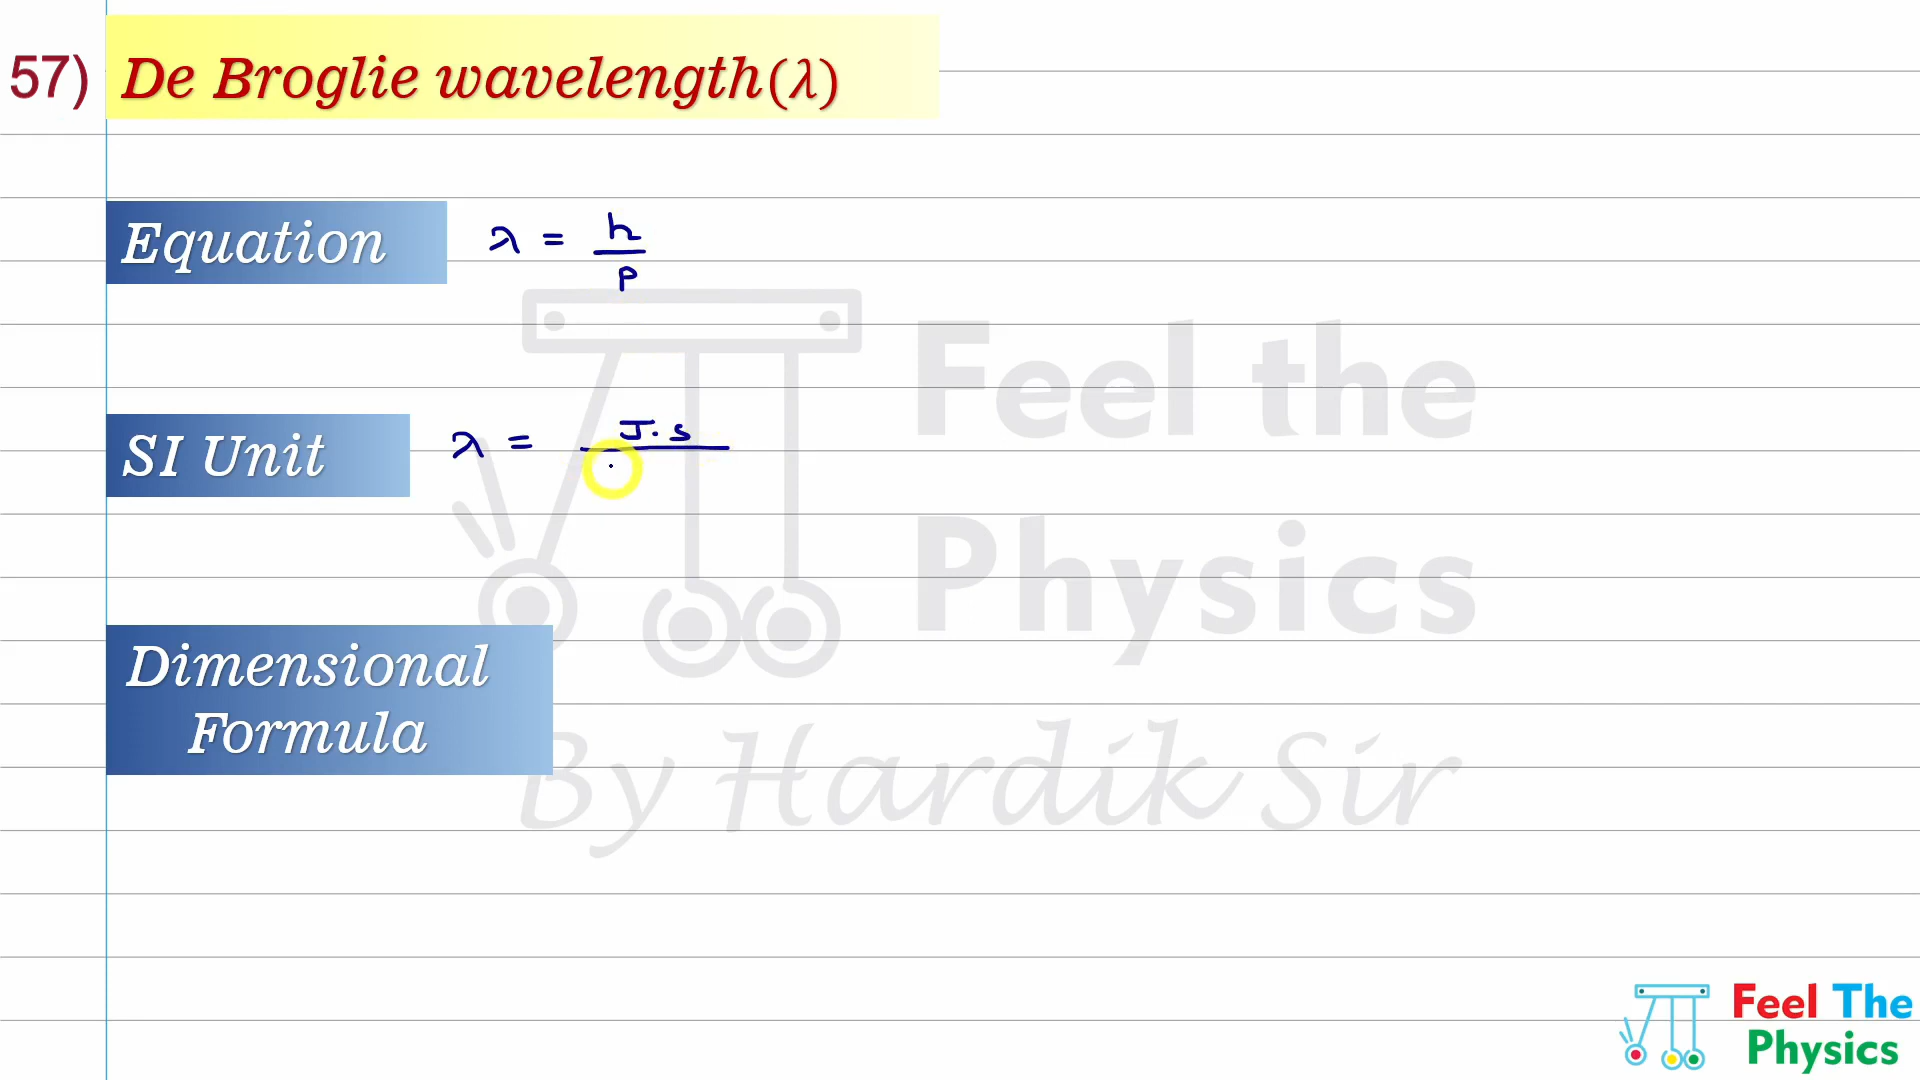 57) De Broglie wavelength(λ)
Equation λ = h/p
SI Unit λ = J·s
Dimensional
Formula
Feel the
Physics
By Hardik Sir
Feel The
Physics